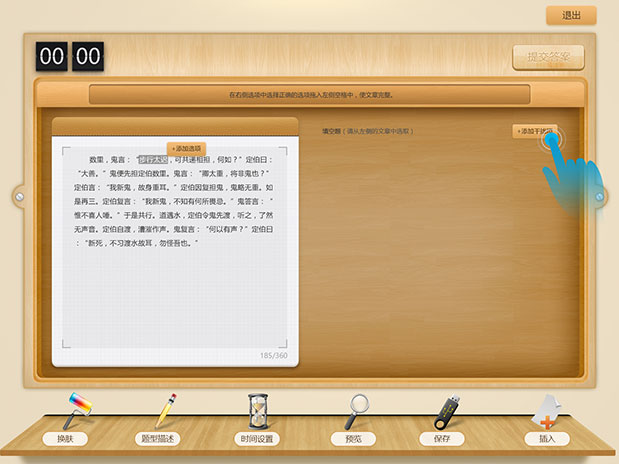 退出
00 00
提交答案
在右侧选项中选择正确的选项拖入左侧空格中，使文章完整。
填空题（请从左侧的文章中选取）
+添加干扰项
+添加选项
数里，鬼言：“步行太迟，可共递相担，何如？”定伯曰：
“大善。”鬼便先担定伯数里。鬼言：“卿太重，将非鬼也？”
定伯言：“我新鬼，故身重耳。”定伯因复担鬼，鬼略无重。如
是再三。定伯复言：“我新鬼，不知有何所畏忌。”鬼答言：“
惟不喜人唾。”于是共行。道遇水，定伯令鬼先渡，听之，了然
无声音。定伯自渡，漕漼作声。鬼复言：“何以有声？”定伯曰
：“新死，不习渡水故耳，勿怪吾也。”
185/360
换肤
题型描述
时间设置
预览
保存
插入